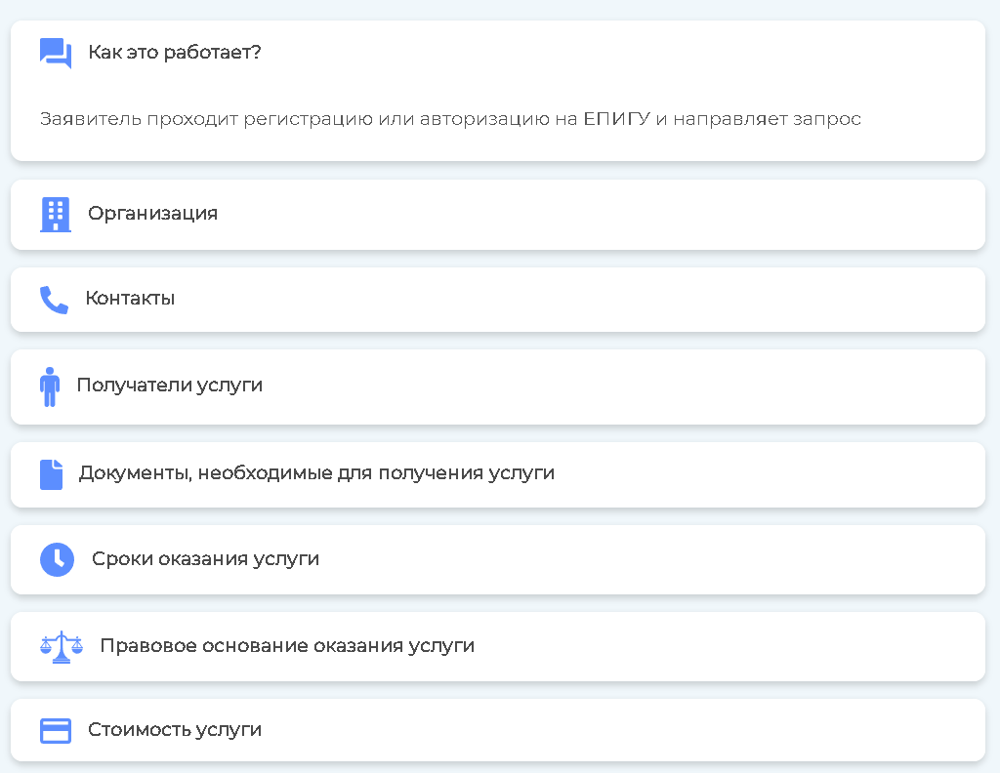 Как это работает?
Заявитель проходит регистрацию или авторизацию на ЕПИГУ и направляет запрос
Организация
Контакты
Получатели услуги
Документы, необходимые для получения услуги
Сроки оказания услуги
Правовое основание оказания услуги
Стоимость услуги